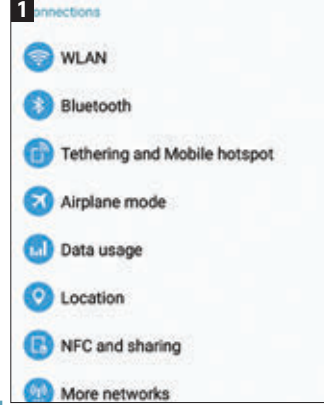 1
onnections
WLAN
Bluetooth
Tethering and Mobile hotspot
Airplane mode
Data usage
Location
NFC and sharing
More networks